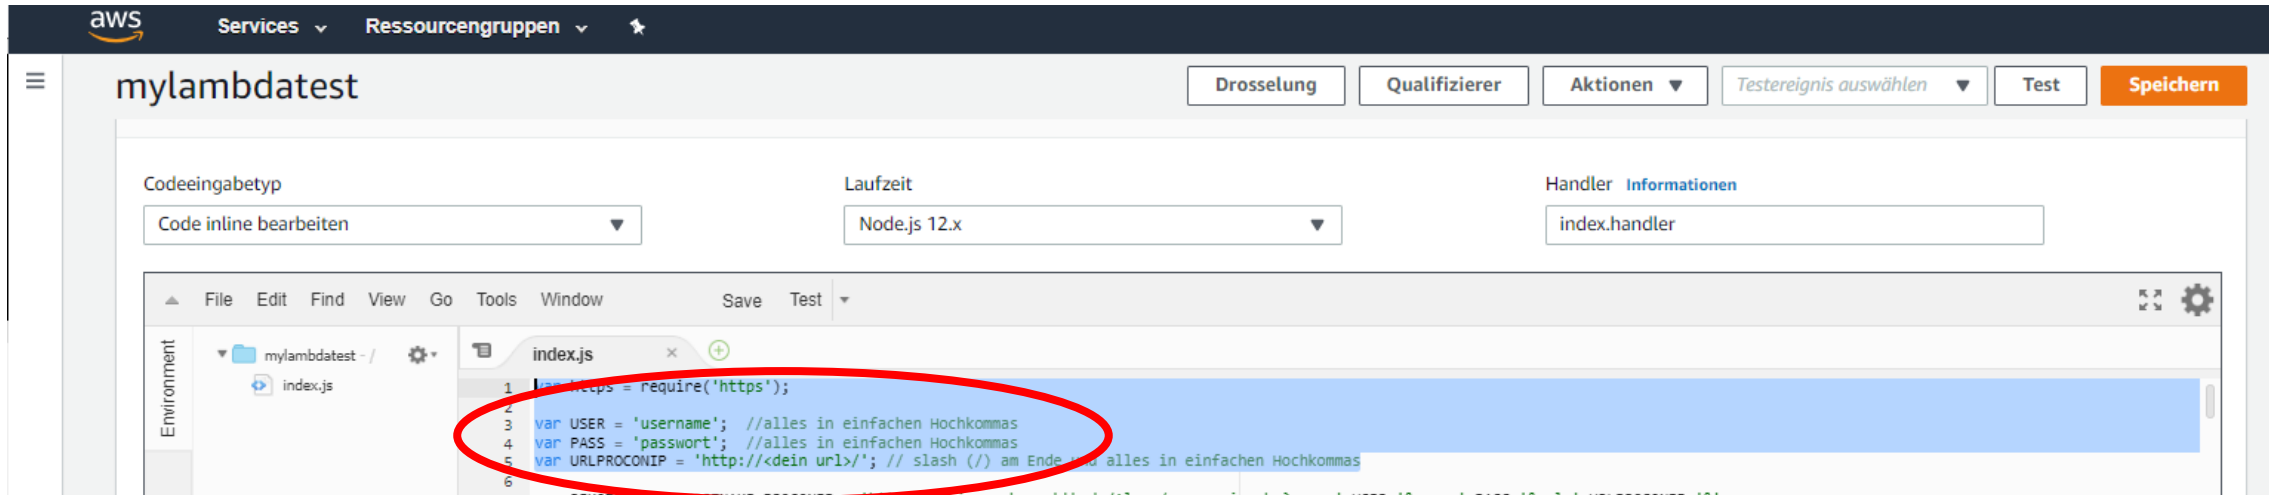 aws Services Ressourcengruppen
mylambdatest Drosselung Qualifizierer Aktionen Testereignis auswählen Test Speichern
Codeeingabetyp Laufzeit Handler Informationen
Code inline bearbeiten Node.js 12.x index.handler
File Edit Find View Go Tools Window Save Test
Environment
mylambdatest - /
index.js
index.js
1 var https = require('https');
2
3 var USER = 'username'; //alles in einfachen Hochkommas
4 var PASS = 'passwort'; //alles in einfachen Hochkommas
5 var URLPROCONIP = 'http://<dein url>/'; // slash (/) am Ende und alles in einfachen Hochkommas
6